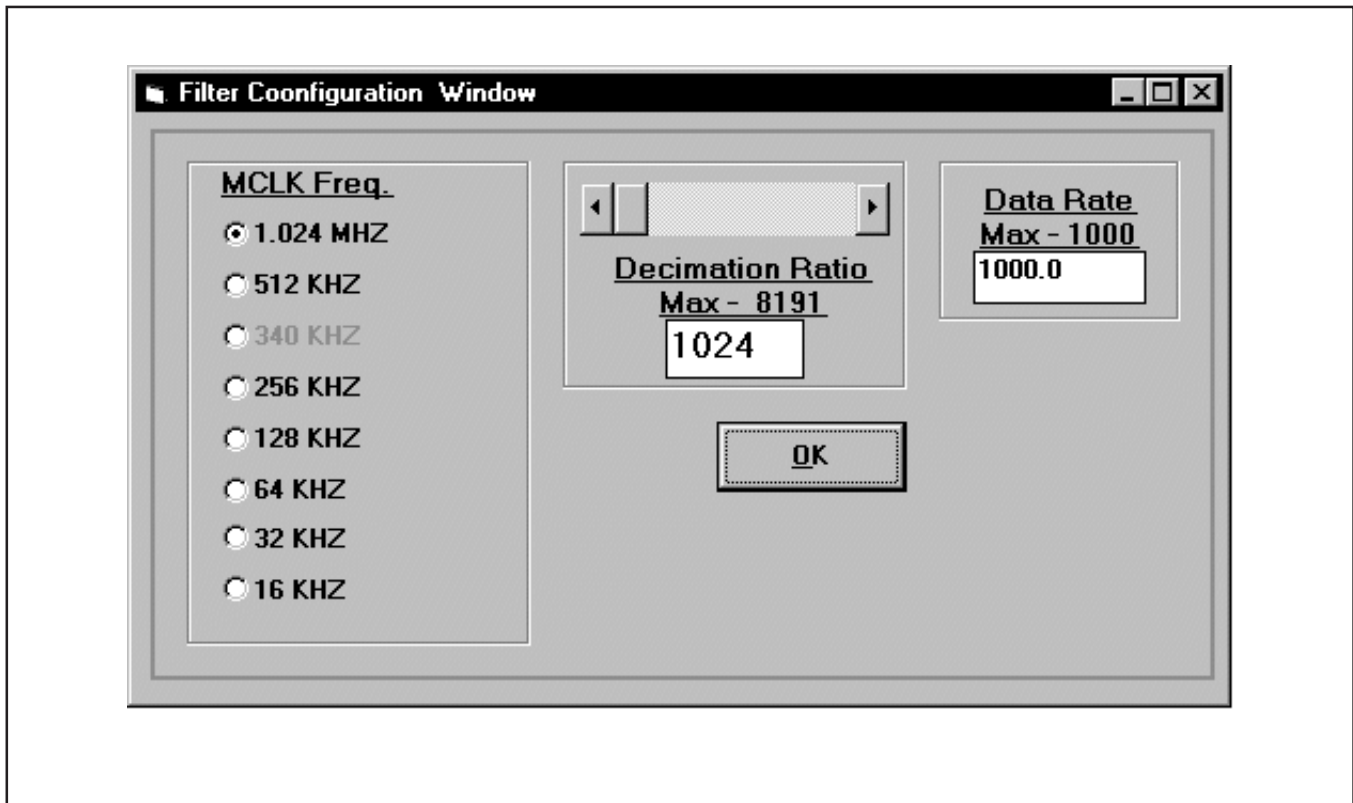 Filter Coonfiguration Window
MCLK Freq.
1.024 MHZ
512 KHZ
340 KHZ
256 KHZ
128 KHZ
64 KHZ
32 KHZ
16 KHZ
Decimation Ratio
Max - 8191
1024
Data Rate
Max - 1000
1000.0
OK